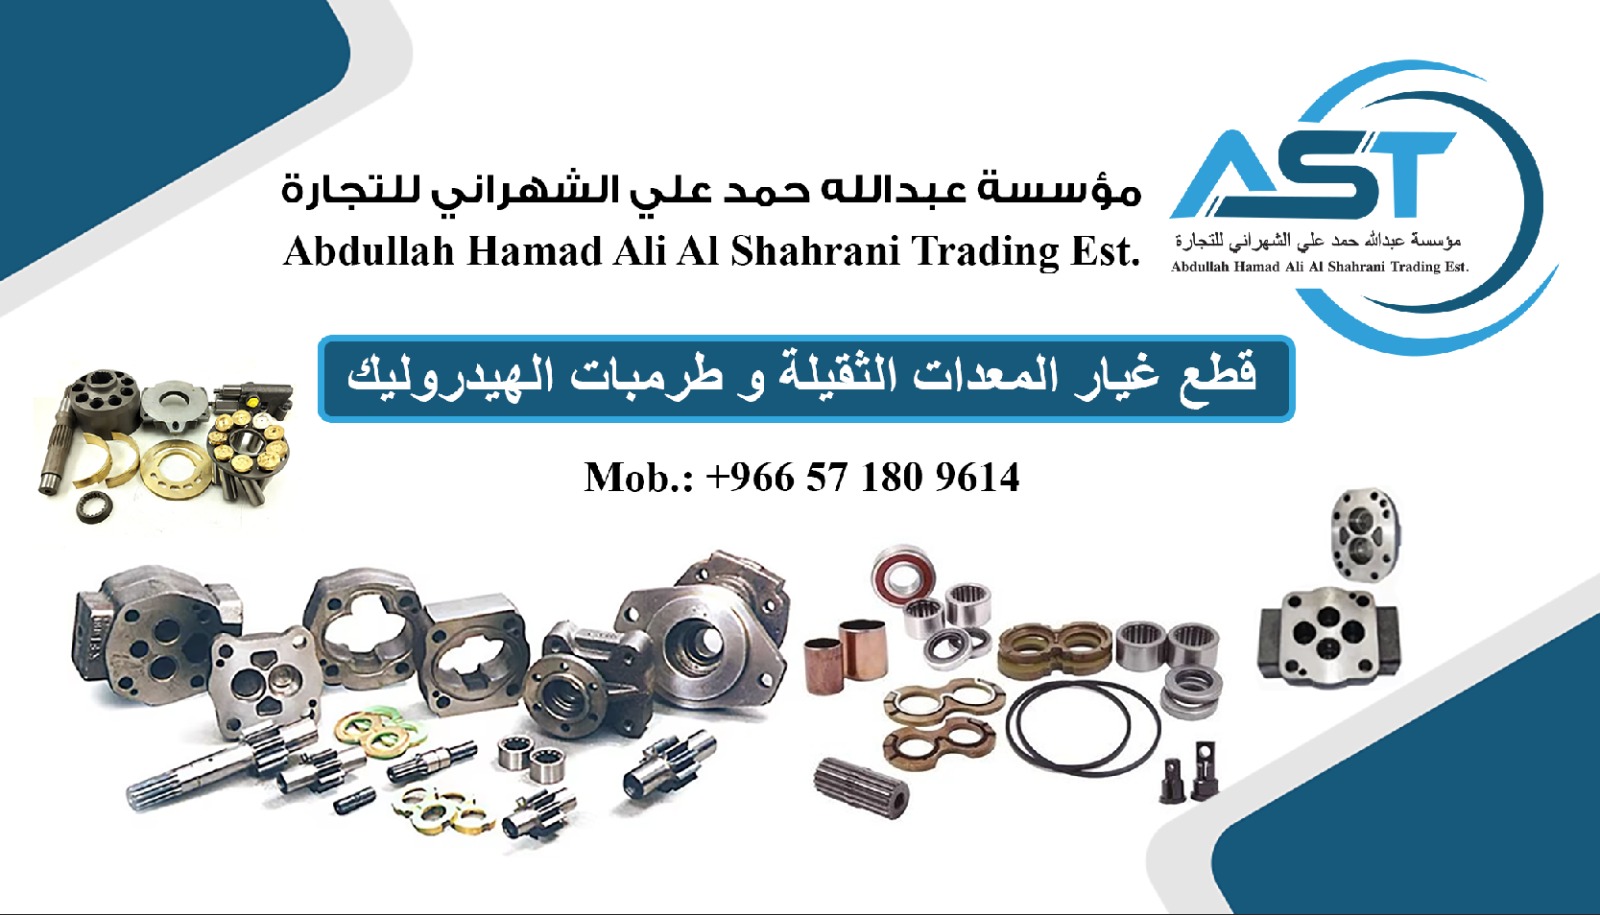 مؤسسة عبدالله حمد علي الشهراني للتجارة
Abdullah Hamad Ali Al Shahrani Trading Est.
AST
مؤسسة عبدالله حمد علي الشهراني للتجارة
Abdullah Hamad Ali Al Shahrani Trading Est.
قطع غيار المعدات الثقيلة و طرمبات الهيدروليك
Mob.: +966 57 180 9614